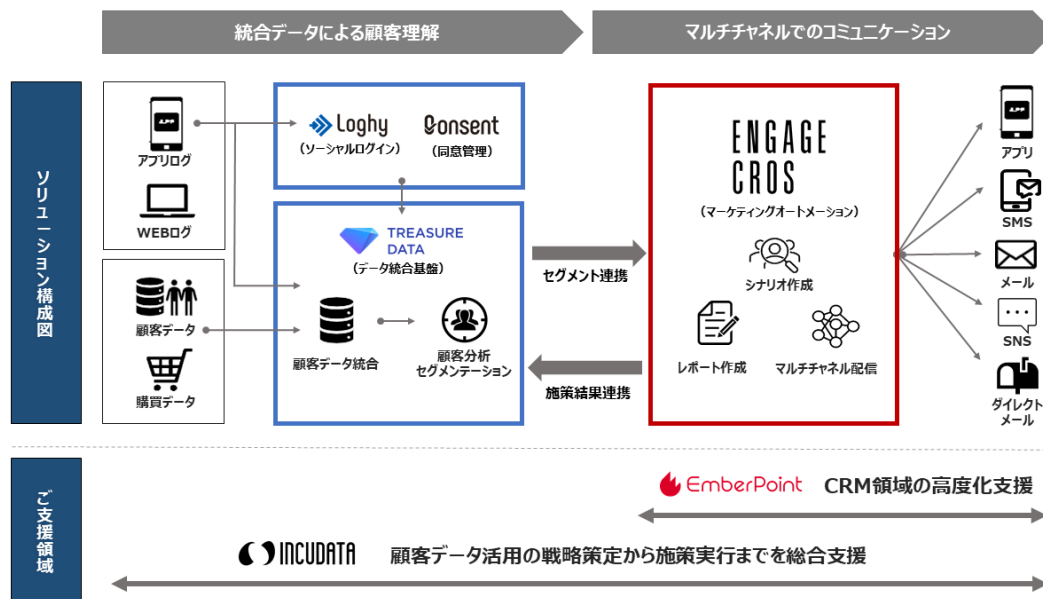 統合データによる顧客理解
マルチチャネルでのコミュニケーション
ソリューション構成図
APP
アプリログ
WEBログ
顧客データ
購買データ
Loghy
(ソーシャルログイン)
Consent
(同意管理)
TREASURE
DATA
(データ統合基盤)
顧客データ統合
顧客分析
セグメンテーション
セグメント連携
施策結果連携
ENGAGE
CROS
(マーケティングオートメーション)
シナリオ作成
レポート作成
マルチチャネル配信
APP
アプリ
SMS
メール
SNS
ダイレクト
メール
ご支援領域
EmberPoint CRM領域の高度化支援
INCUDATA 顧客データ活用の戦略策定から施策実行までを総合支援